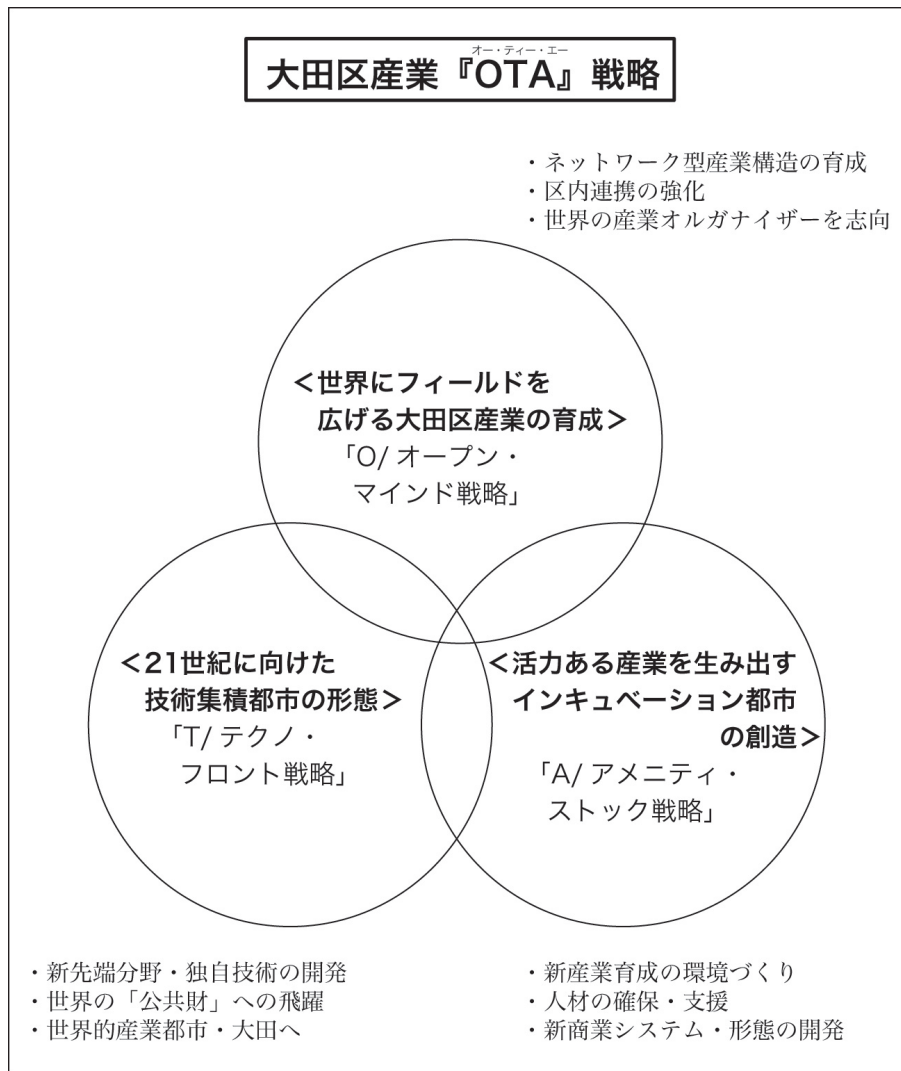 オー・ティー・エー
大田区産業『OTA』戦略
・ネットワーク型産業構造の育成
・区内連携の強化
・世界の産業オルガナイザーを志向
＜世界にフィールドを
広げる大田区産業の育成＞
「O/ オープン・
マインド戦略」
＜21世紀に向けた
技術集積都市の形態＞
「T/ テクノ・
フロント戦略」
＜活力ある産業を生み出す
インキュベーション都市
の創造＞
「A/ アメニティ・
ストック戦略」
・新先端分野・独自技術の開発
・世界の「公共財」への飛躍
・世界的産業都市・大田へ
・新産業育成の環境づくり
・人材の確保・支援
・新商業システム・形態の開発